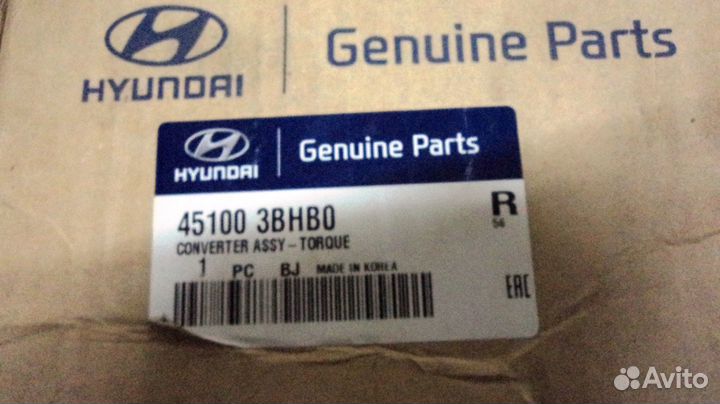 HYUNDAI
Genuine Parts
HYUNDAI
Genuine Parts
45100 3BHB0
R
56
CONVERTER ASSY-TORQUE
1 PC BJ MADE IN KOREA
EAC
Avito